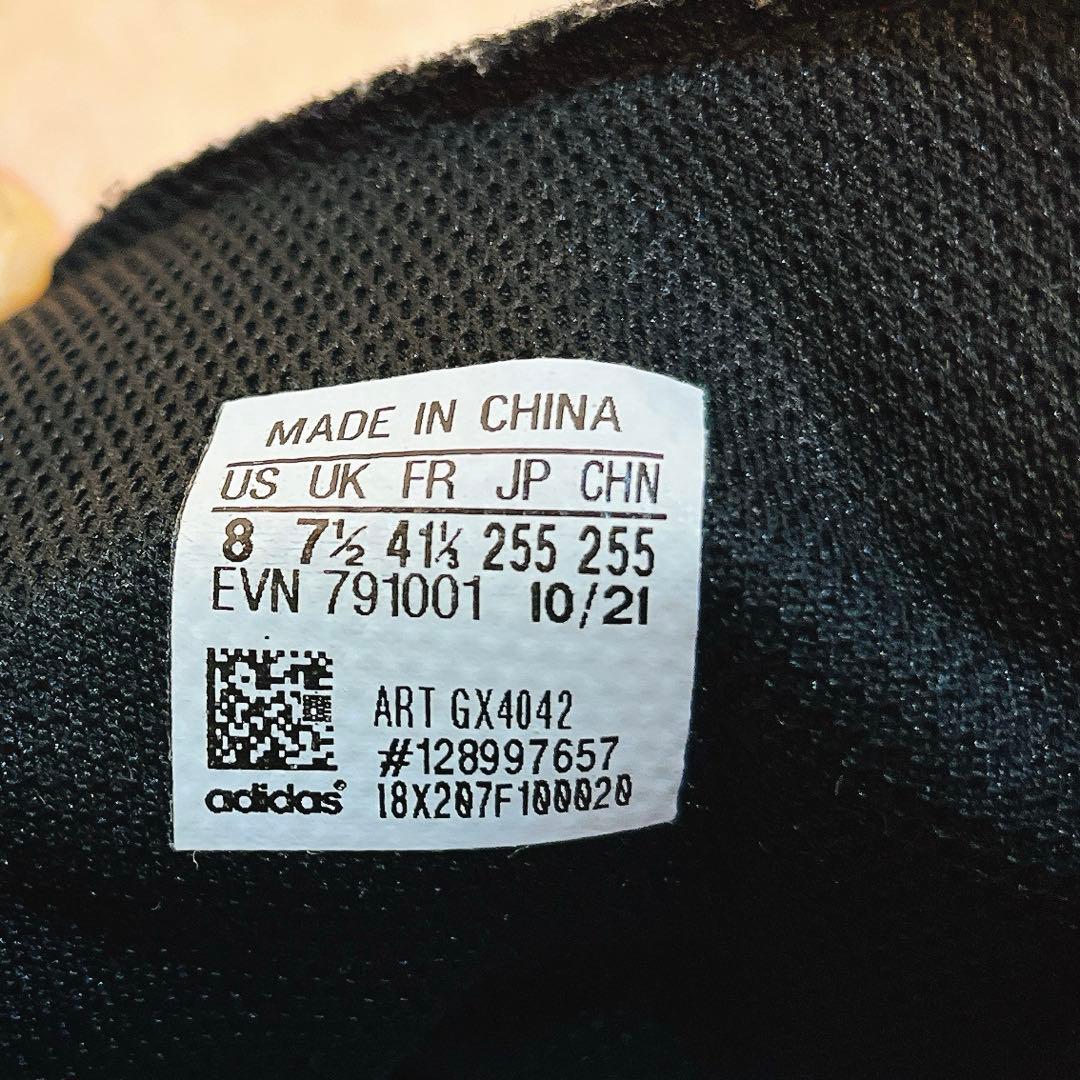 MADE IN CHINA
US UK FR JP CHN
8 7½ 41⅓ 255 255
EVN 791001 10/21
ART GX4042
#128997657
adidas® I8X207F100020